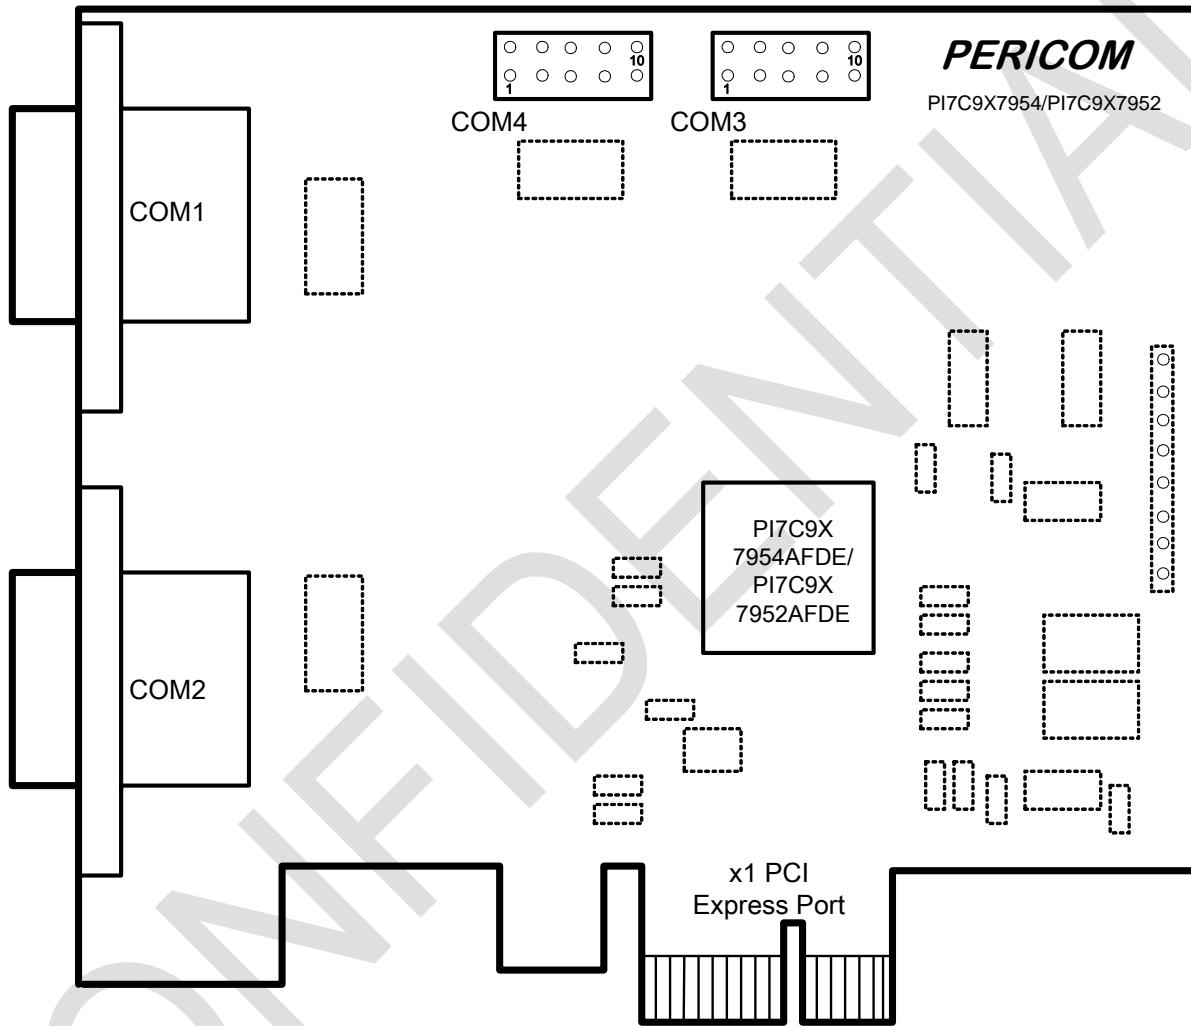 PERICOM
PI7C9X7954/PI7C9X7952
10
1
10
1
COM4
COM3
COM1
PI7C9X
7954AFDE/
PI7C9X
7952AFDE
COM2
x1 PCI
Express Port
CONFIDENTIAL